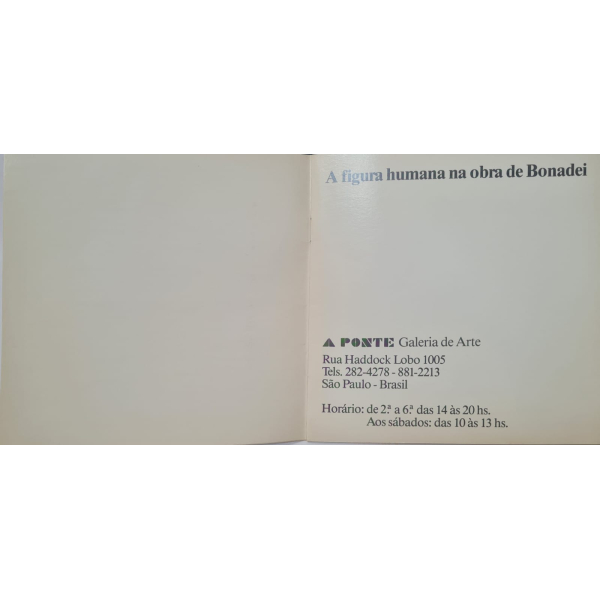 A figura humana na obra de Bonadei
A PONTE Galeria de Arte
Rua Haddock Lobo 1005
Tels. 282-4278 - 881-2213
São Paulo - Brasil
Horário: de 2.ª a 6.ª das 14 às 20 hs.
Aos sábados: das 10 às 13 hs.